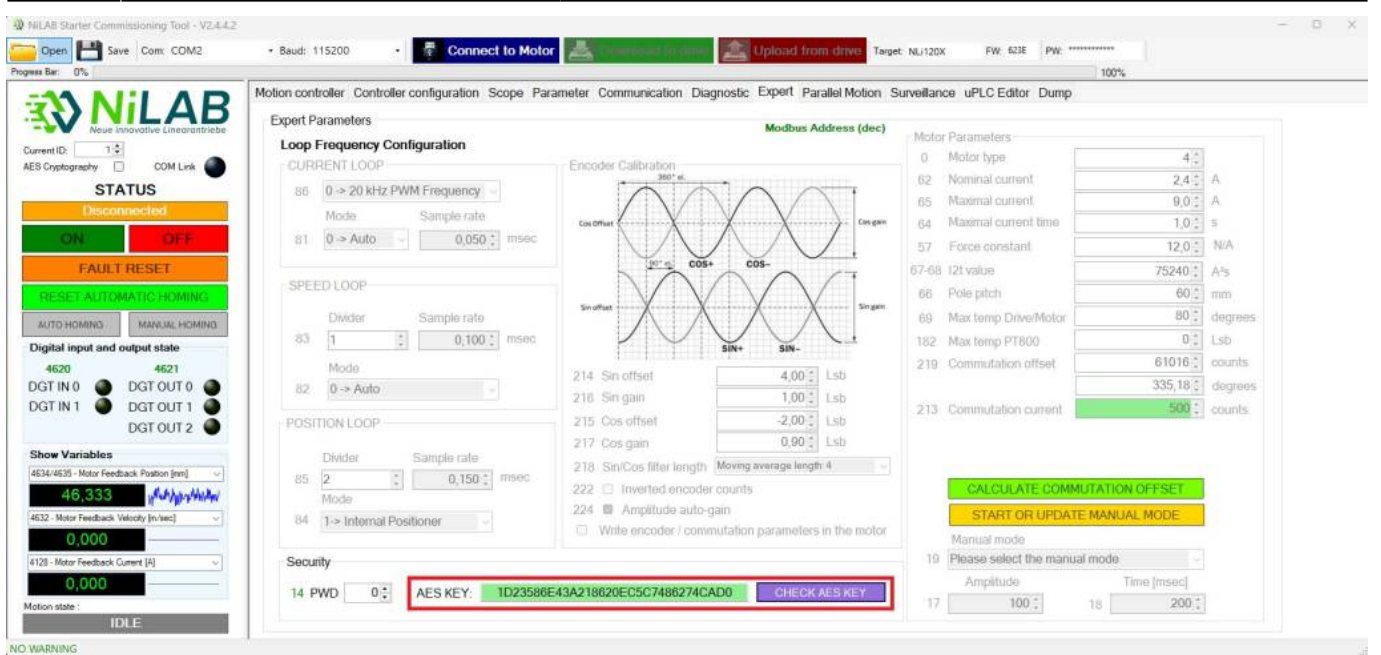 NiLAB Starter Commissioning Tool - V2.4.4.2
Open Save Com: COM2 Baud: 115200 Connect to Motor Download to drive Upload from drive Target: NLi120X FW: 623E PW: ************
Progress Bar: 0% 100%
NiLAB
Neue innovative Linearantriebe
Current ID: 1
AES Cryptography COM Link
STATUS
Disconnected
ON OFF
FAULT RESET
RESET AUTOMATIC HOMING
AUTO HOMING MANUAL HOMING
Digital input and output state
4620 4621
DGT IN 0 DGT OUT 0
DGT IN 1 DGT OUT 1
DGT OUT 2
Show Variables
4634/4635 - Motor Feedback Position [mm]
46,333
4632 - Motor Feedback Velocity [m/sec]
0,000
4128 - Motor Feedback Current [A]
0,000
Motion state :
IDLE
NO WARNING
Motion controller Controller configuration Scope Parameter Communication Diagnostic Expert Parallel Motion Surveillance uPLC Editor Dump
Expert Parameters
Modbus Address (dec)
Loop Frequency Configuration
CURRENT LOOP
86 0 -> 20 kHz PWM Frequency
Mode Sample rate
81 0 -> Auto 0,050 msec
SPEED LOOP
Divider Sample rate
83 1 0,100 msec
Mode
82 0 -> Auto
POSITION LOOP
Divider Sample rate
85 2 0,150 msec
Mode
84 1-> Internal Positioner
Encoder Calibration
360° el.
Cos Offset Cos gain
90° el. COS+ COS-
Sin offset Sin gain
SIN+ SIN-
214 Sin offset 4,00 Lsb
216 Sin gain 1,00 Lsb
215 Cos offset -2,00 Lsb
217 Cos gain 0,90 Lsb
218 Sin/Cos filter length Moving average length: 4
222 Inverted encoder counts
224 Amplitude auto-gain
Write encoder / commutation parameters in the motor
Motor Parameters
0 Motor type 4
62 Nominal current 2,4 A
65 Maximal current 9,0 A
64 Maximal current time 1,0 s
57 Force constant 12,0 N/A
67-68 I2t value 75240 A²s
66 Pole pitch 60 mm
69 Max temp Drive/Motor 80 degrees
182 Max temp PT600 0 Lsb
219 Commutation offset 61016 counts
335,18 degrees
213 Commutation current 500 counts
CALCULATE COMMUTATION OFFSET
START OR UPDATE MANUAL MODE
Manual mode
19 Please select the manual mode
Amplitude Time [msec]
17 100 18 200
Security
14 PWD 0 AES KEY: 1D23586E43A218620EC5C7486274CAD0 CHECK AES KEY